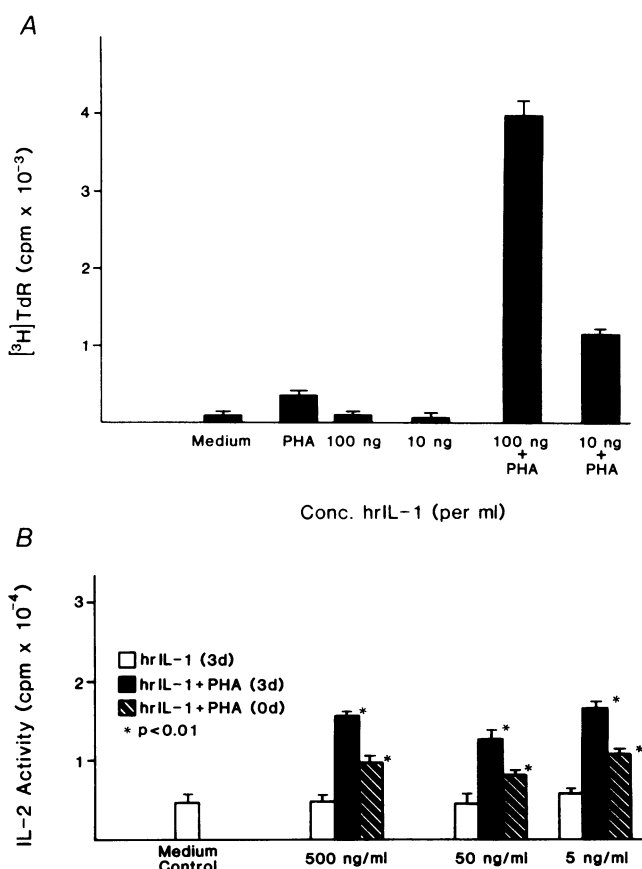 A
[³H]TdR (cpm x 10⁻³)
4
3
2
1
Medium PHA 100 ng 10 ng 100 ng + PHA 10 ng + PHA
Conc. hrIL-1 (per ml)
B
IL-2 Activity (cpm x 10⁻⁴)
3
2
1
hrIL-1 (3d)
hrIL-1+PHA (3d)
hrIL-1+PHA (0d)
* p<0.01
* * * * * *
Medium Control 500 ng/ml 50 ng/ml 5 ng/ml